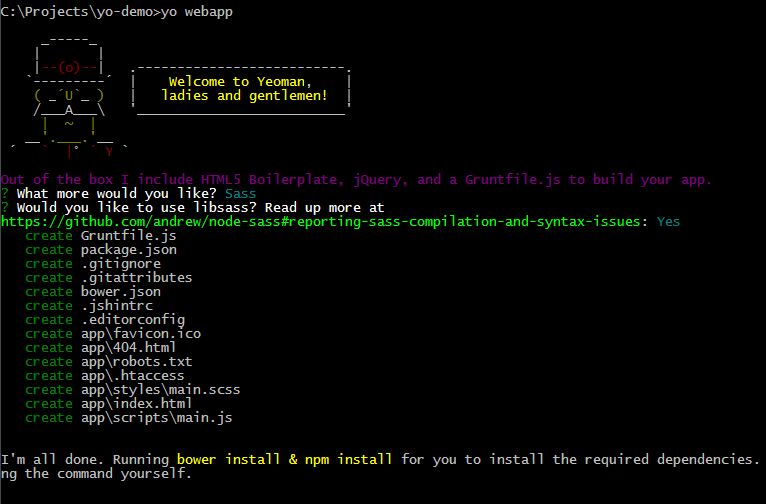 C:\Projects\yo-demo>yo webapp
     _-----_
    |       |
    |--(o)--|   .--------------------------.
   `---------´  |    Welcome to Yeoman,    |
    ( _´U`_ )   |   ladies and gentlemen!  |
    /___A___\   '__________________________'
     |  ~  |
   __'.___.'__
 ´   `  |° ´ Y `
Out of the box I include HTML5 Boilerplate, jQuery, and a Gruntfile.js to build your app.
? What more would you like? Sass
? Would you like to use libsass? Read up more at
https://github.com/andrew/node-sass#reporting-sass-compilation-and-syntax-issues: Yes
   create Gruntfile.js
   create package.json
   create .gitignore
   create .gitattributes
   create bower.json
   create .jshintrc
   create .editorconfig
   create app\favicon.ico
   create app\404.html
   create app\robots.txt
   create app\.htaccess
   create app\styles\main.scss
   create app\index.html
   create app\scripts\main.js
I'm all done. Running bower install & npm install for you to install the required dependencies.
ng the command yourself.